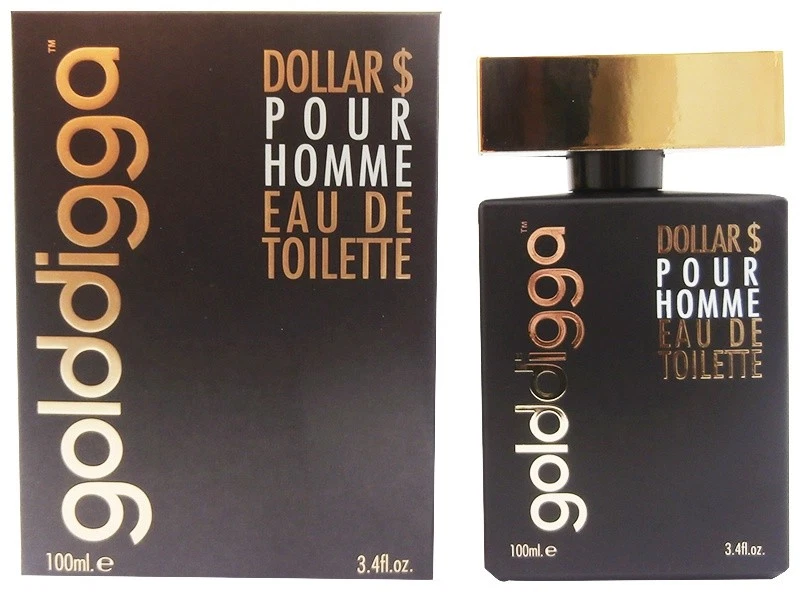 golddigga™
DOLLAR $
POUR
HOMME
EAU DE
TOILETTE
100ml.e
3.4fl.oz.
golddigga™
DOLLAR $
POUR
HOMME
EAU DE
TOILETTE
100ml.e
3.4fl.oz.